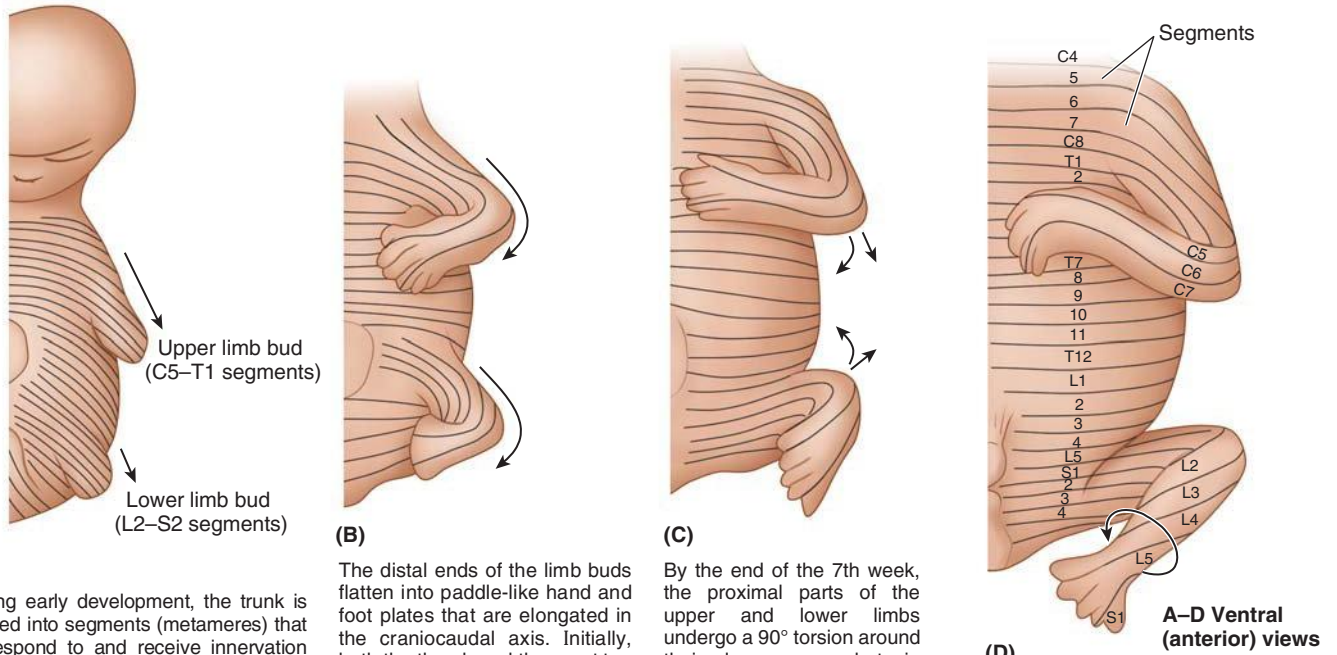 Upper limb bud
(C5–T1 segments)
Lower limb bud
(L2–S2 segments)
early development, the trunk is
into segments (metameres) that
to and receive innervation
(B)
The distal ends of the limb buds
flatten into paddle-like hand and
foot plates that are elongated in
the craniocaudal axis. Initially,
(C)
By the end of the 7th week,
the proximal parts of the
upper and lower limbs
undergo a 90° torsion around
Segments
C4
5
6
7
C8
T1
2
C5
C6
C7
T7
8
9
10
11
T12
L1
2
3
4
L5
S1
2
3
4
L2
L3
L4
L5
S1
A–D Ventral
(anterior) views
(D)